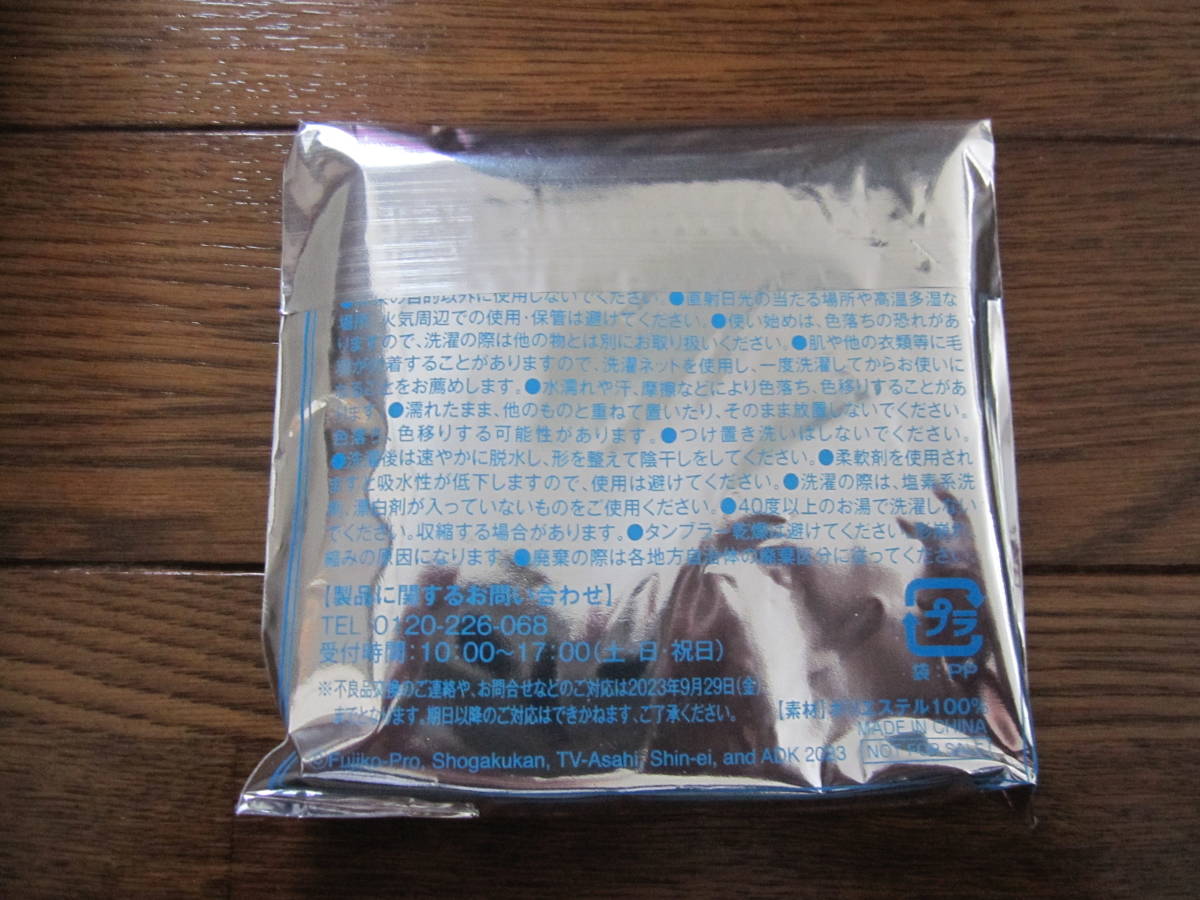 の目的以外に使用しないでください。●直射日光の当たる場所や高温多湿な
場所、火気周辺での使用・保管は避けてください。●使い始めは、色落ちの恐れがあ
りますので、洗濯の際は他の物とは別にお取り扱いください。●肌や他の衣類等に毛
着することがありますので、洗濯ネットを使用し、一度洗濯してからお使いに
なることをお薦めします。●水濡れや汗、摩擦などにより色落ち、色移りすることがあ
ります。●濡れたまま、他のものと重ねて置いたり、そのまま放置しないでください。
色落ち、色移りする可能性があります。●つけ置き洗いはしないでください。
●洗濯後は速やかに脱水し、形を整えて陰干しをしてください。●柔軟剤を使用され
ますと吸水性が低下しますので、使用は避けてください。●洗濯の際は、塩素系洗
剤、漂白剤が入っていないものをご使用ください。●40度以上のお湯で洗濯しない
でください。収縮する場合があります。●タンブラー乾燥は避けてください。
縮みの原因になります。●廃棄の際は各地方自治体の廃棄区分に従ってください
【製品に関するお問い合わせ】
TEL:0120-226-068
受付時間:10:00〜17:00(土・日・祝日)
※不良品交換のご連絡や、お問合せなどのご対応は2023年9月29日(金)
までとなります。期日以降のご対応はできかねます、ご了承ください。
プラ
袋:PP
【素材】ポリエステル100%
MADE IN CHINA
NOT FOR SALE
©Fujiko-Pro, Shogakukan, TV-Asahi, Shin-ei, and ADK 2023